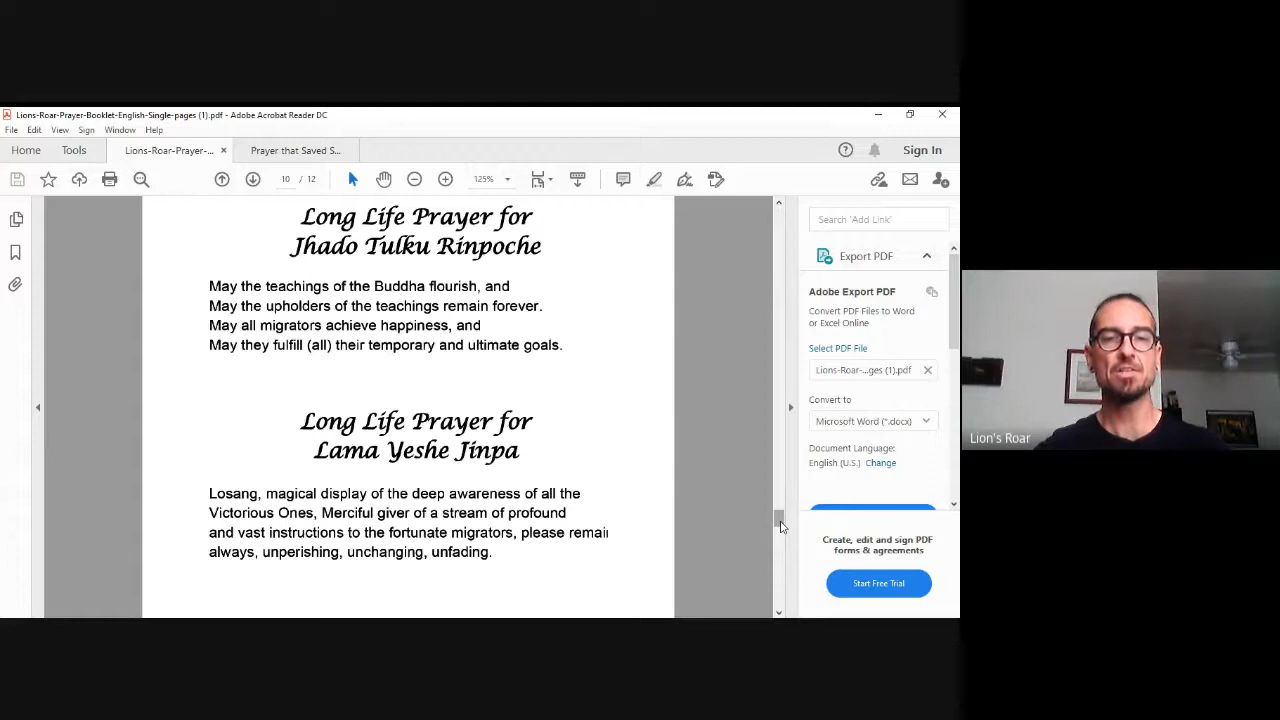 Lions-Roar-Prayer-Booklet-English-Single-pages (1).pdf - Adobe Acrobat Reader DC
File Edit View Sign Window Help
Home Tools Lions-Roar-Prayer-... × Prayer that Saved S... Sign In
10 / 12 125%
Long Life Prayer for
Jhado Tulku Rinpoche
May the teachings of the Buddha flourish, and
May the upholders of the teachings remain forever.
May all migrators achieve happiness, and
May they fulfill (all) their temporary and ultimate goals.
Long Life Prayer for
Lama Yeshe Jinpa
Losang, magical display of the deep awareness of all the
Victorious Ones, Merciful giver of a stream of profound
and vast instructions to the fortunate migrators, please remain
always, unperishing, unchanging, unfading.
Search 'Add Link'
Export PDF
Adobe Export PDF
Convert PDF Files to Word
or Excel Online
Select PDF File
Lions-Roar-...ges (1).pdf
Convert to
Microsoft Word (*.docx)
Document Language:
English (U.S.) Change
Create, edit and sign PDF
forms & agreements
Start Free Trial
Lion's Roar